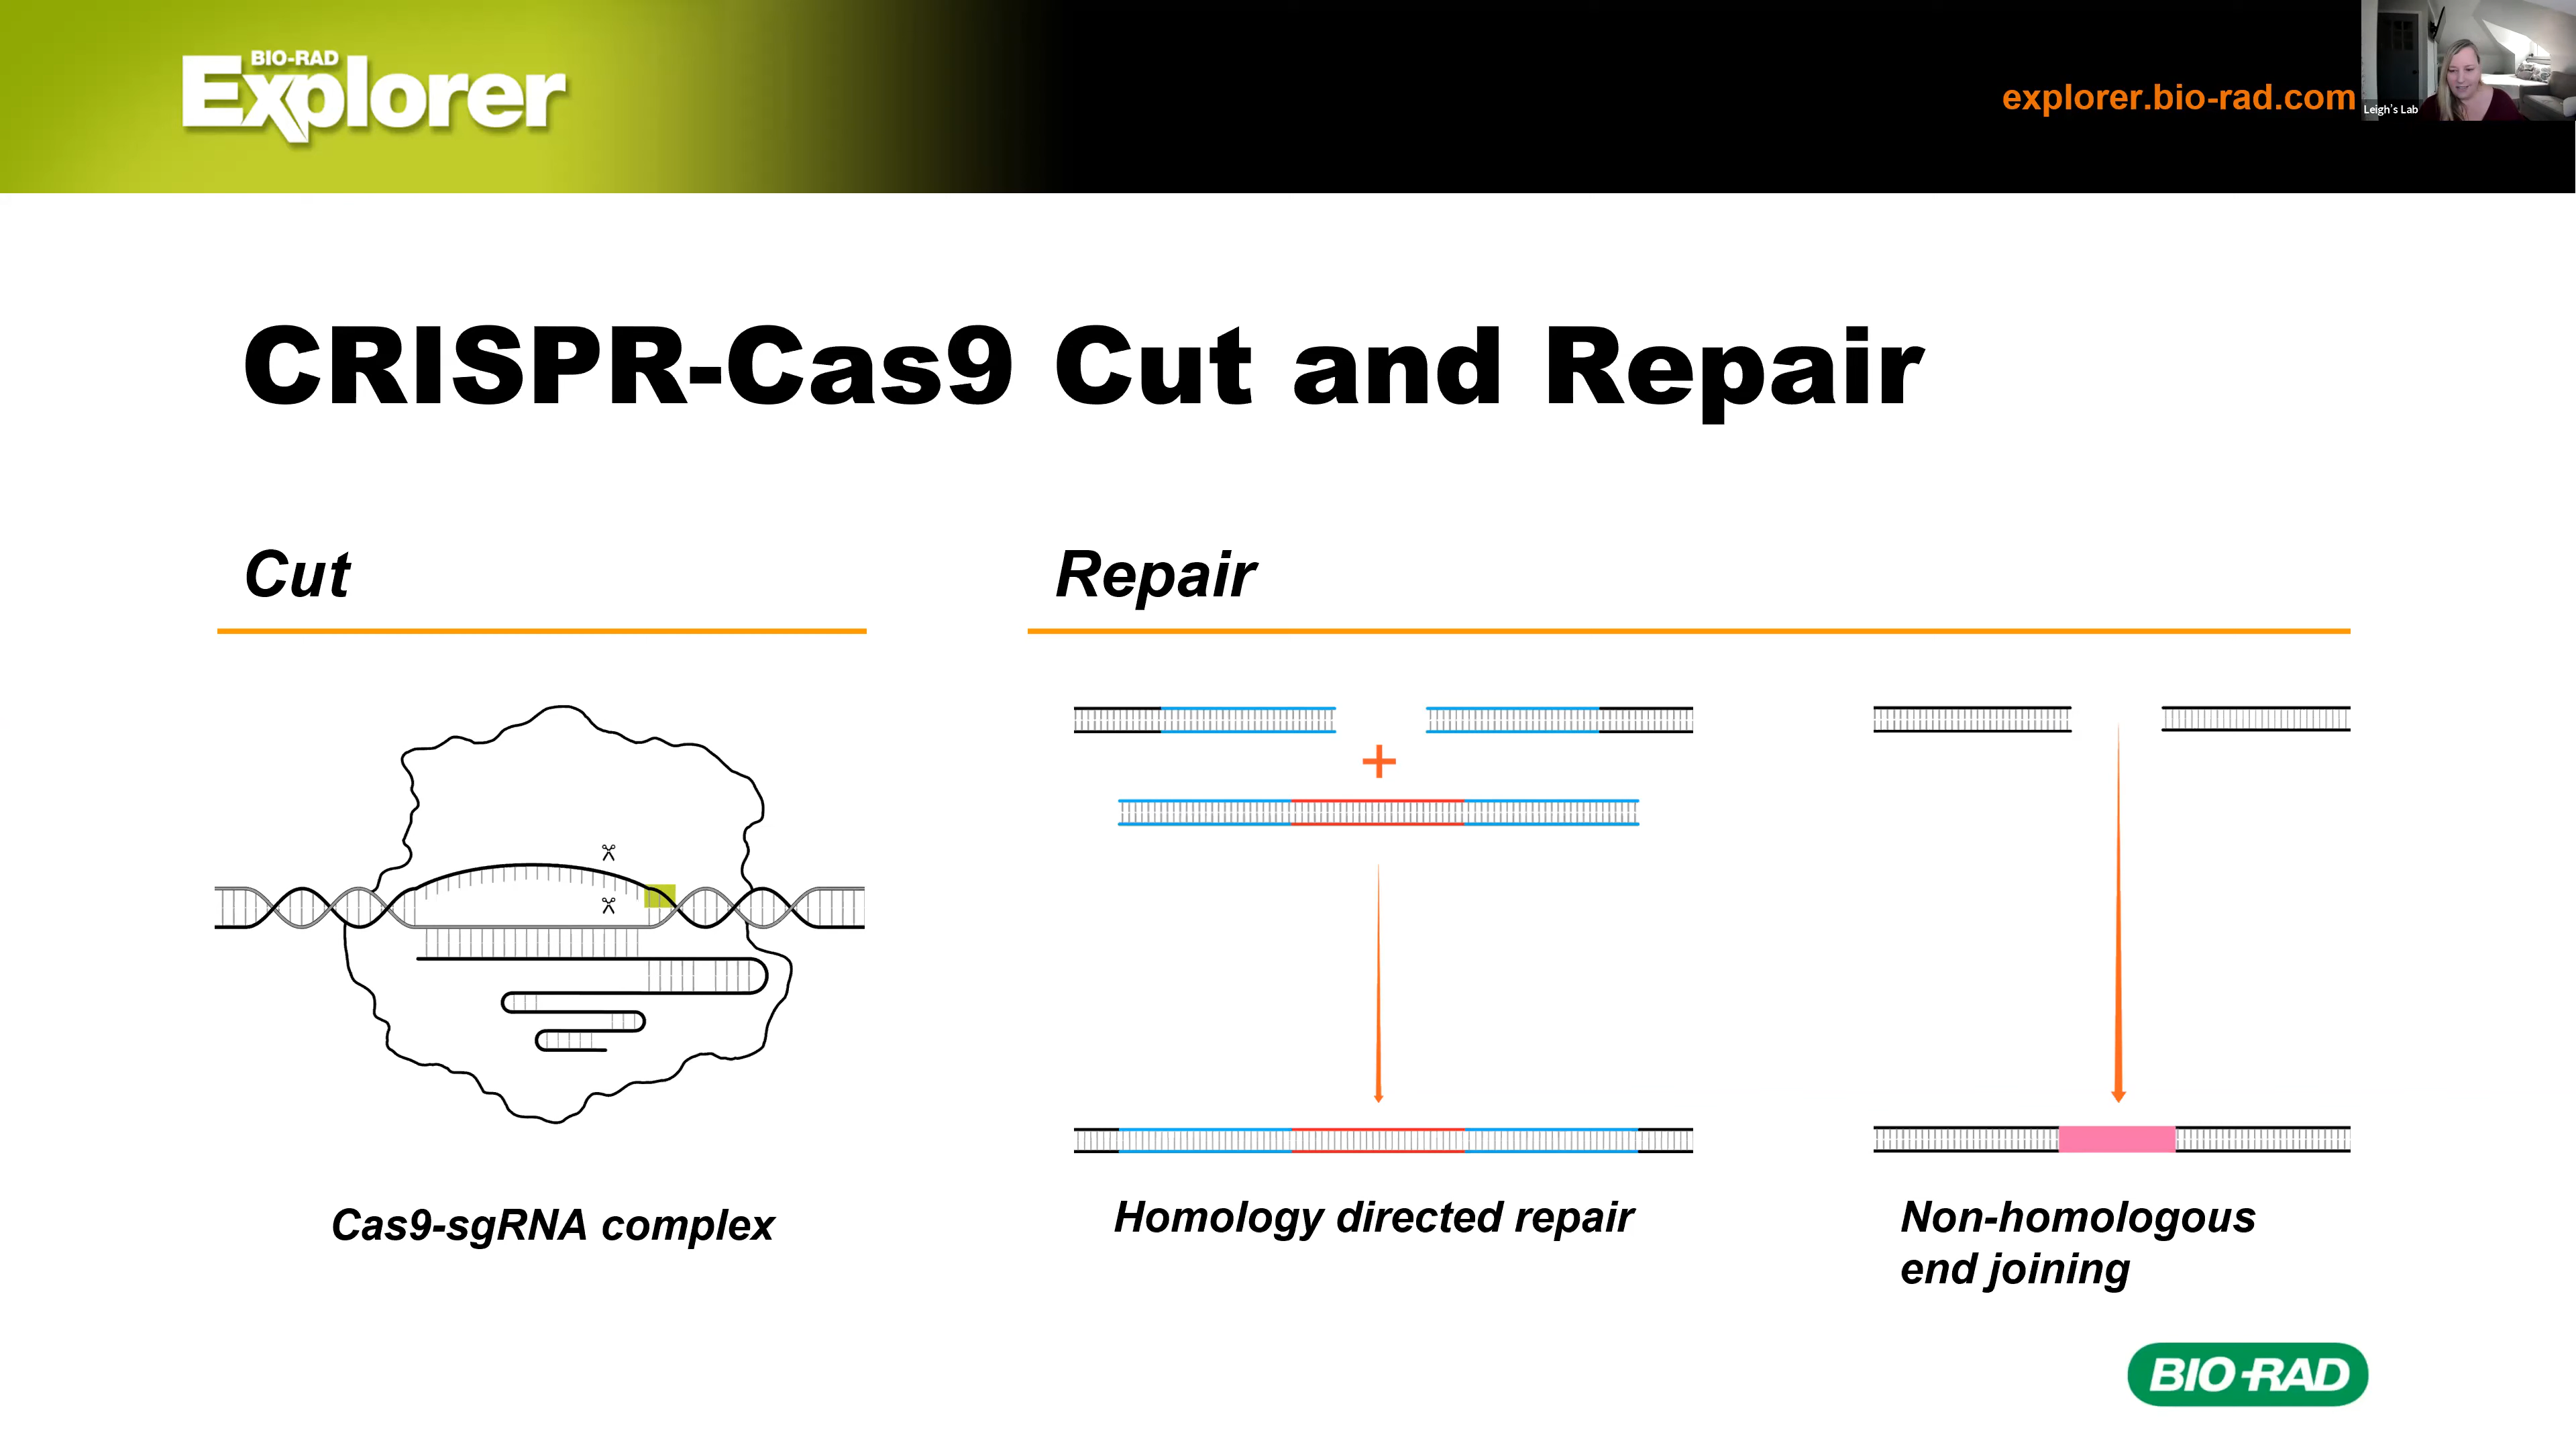 BIO-RAD
Explorer
explorer.bio-rad.com
Leigh's Lab
CRISPR-Cas9 Cut and Repair
Cut
Repair
Cas9-sgRNA complex
Homology directed repair
Non-homologous
end joining
BIO-RAD